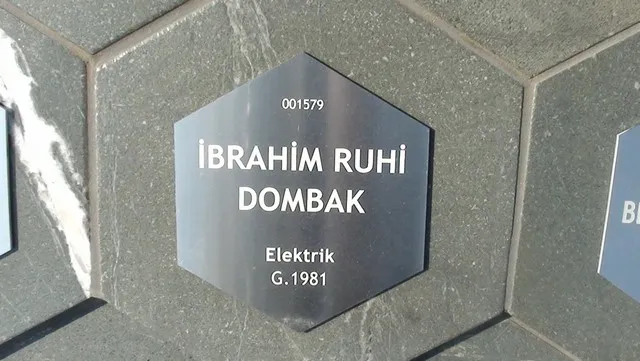 001579
İBRAHİM RUHİ
DOMBAK
Elektrik
G.1981